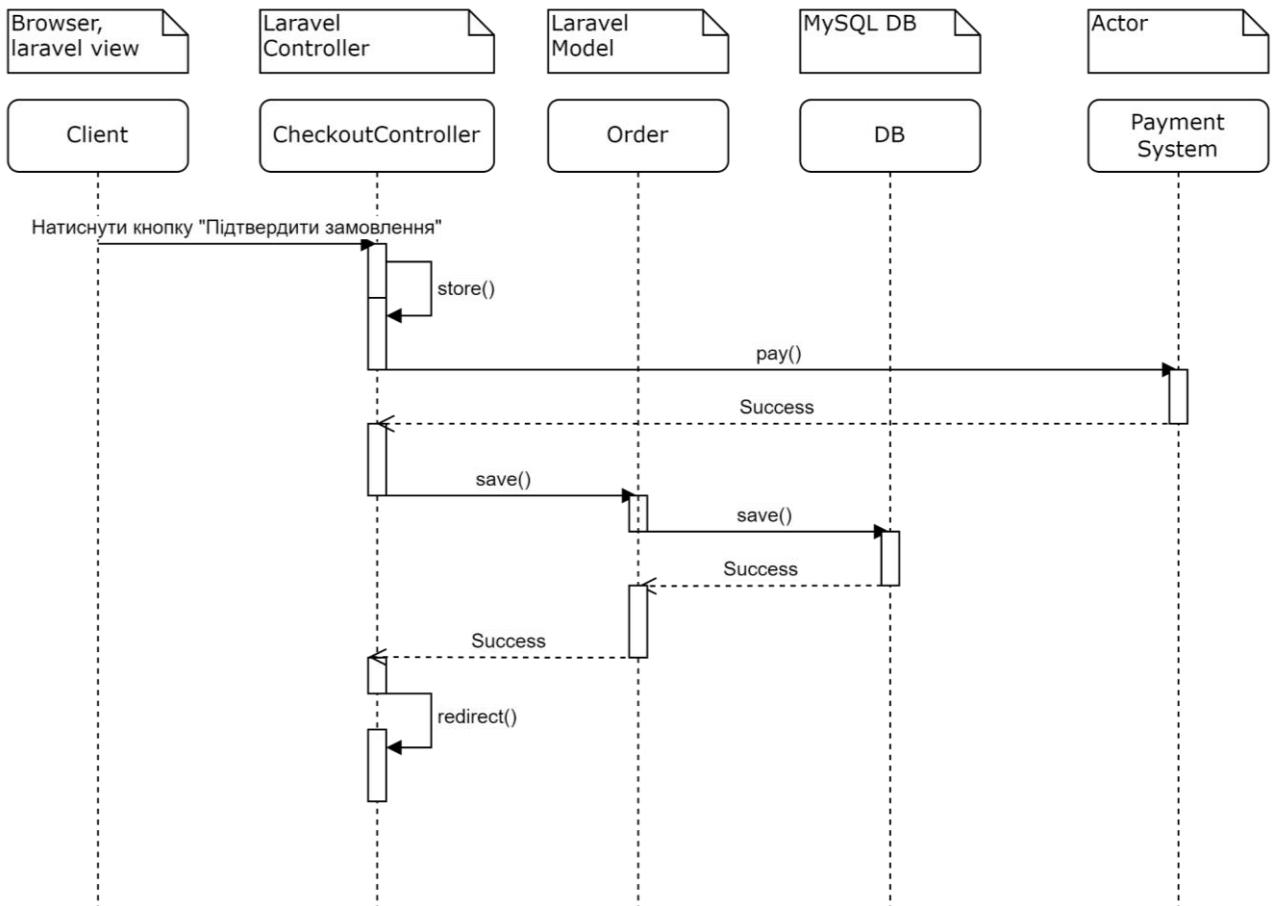 Browser,
laravel view
Laravel
Controller
Laravel
Model
MySQL DB
Actor
Client
CheckoutController
Order
DB
Payment
System
Натиснути кнопку "Підтвердити замовлення"
store()
pay()
Success
save()
save()
Success
Success
redirect()